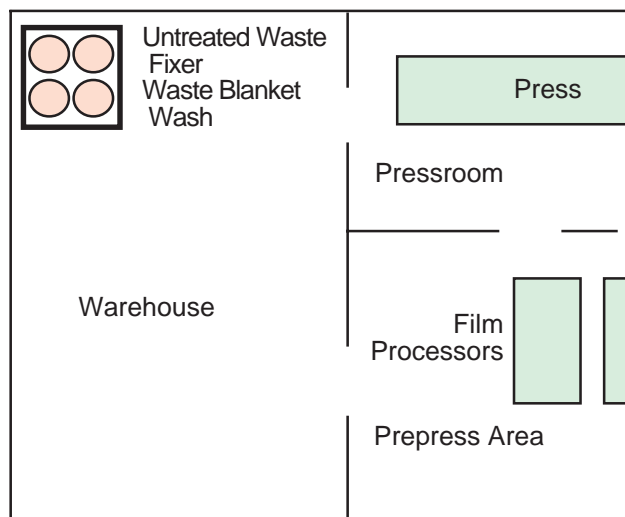 Untreated Waste
Fixer
Waste Blanket
Wash
Press
Pressroom
Warehouse
Film
Processors
Prepress Area